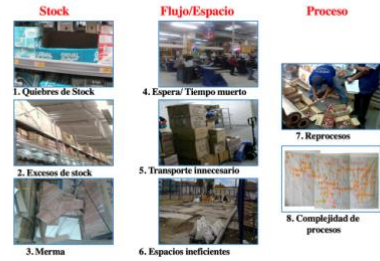 Stock
Flujo/Espacio
Proceso
1. Quiebres de Stock
4. Espera/ Tiempo muerto
7. Reprocesos
2. Excesos de stock
5. Transporte innecesario
8. Complejidad de
procesos
3. Merma
6. Espacios ineficientes